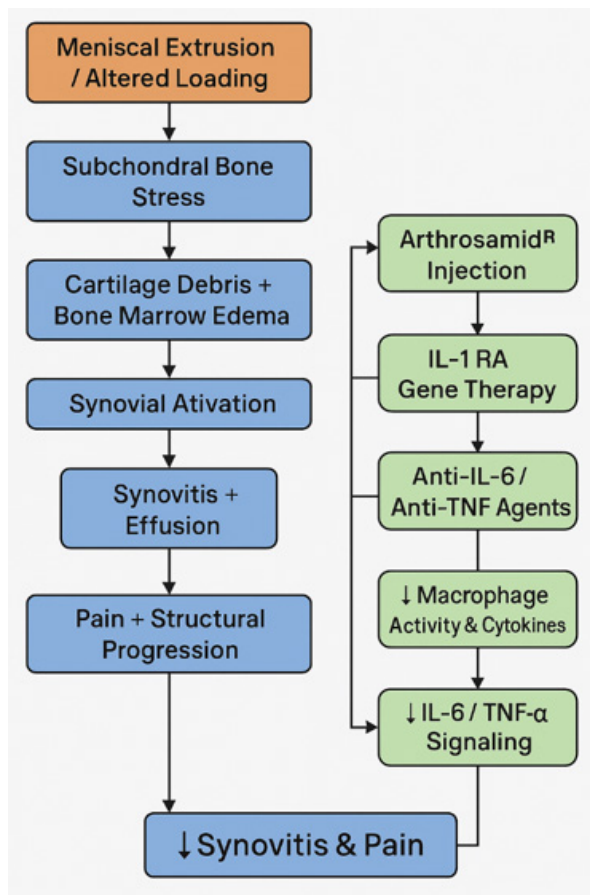 Meniscal Extrusion
/ Altered Loading
Subchondral Bone
Stress
Cartilage Debris +
Bone Marrow Edema
Synovial Ativation
Synovitis +
Effusion
Pain + Structural
Progression
Arthrosamidᴿ
Injection
IL-1 RA
Gene Therapy
Anti-IL-6 /
Anti-TNF Agents
↓ Macrophage
Activity & Cytokines
↓ IL-6 / TNF-α
Signaling
↓ Synovitis & Pain